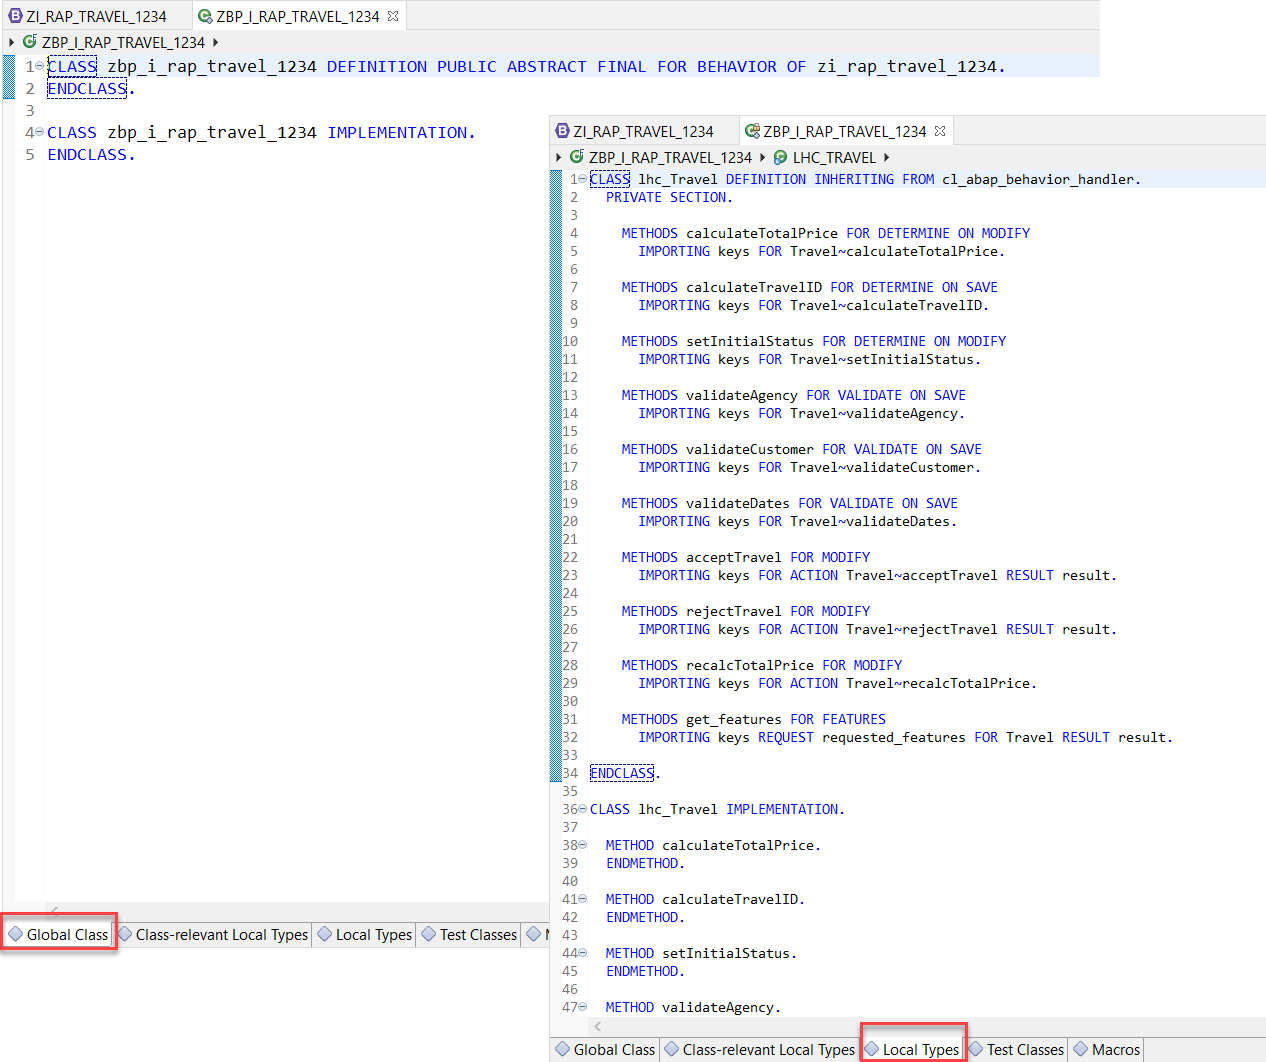 ZI_RAP_TRAVEL_1234 ZBP_I_RAP_TRAVEL_1234
ZBP_I_RAP_TRAVEL_1234
1 CLASS zbp_i_rap_travel_1234 DEFINITION PUBLIC ABSTRACT FINAL FOR BEHAVIOR OF zi_rap_travel_1234.
2 ENDCLASS.
3
4 CLASS zbp_i_rap_travel_1234 IMPLEMENTATION.
5 ENDCLASS.
Global Class Class-relevant Local Types Local Types Test Classes
ZI_RAP_TRAVEL_1234 ZBP_I_RAP_TRAVEL_1234
ZBP_I_RAP_TRAVEL_1234 LHC_TRAVEL
1 CLASS lhc_Travel DEFINITION INHERITING FROM cl_abap_behavior_handler.
2 PRIVATE SECTION.
3
4 METHODS calculateTotalPrice FOR DETERMINE ON MODIFY
5 IMPORTING keys FOR Travel~calculateTotalPrice.
6
7 METHODS calculateTravelID FOR DETERMINE ON SAVE
8 IMPORTING keys FOR Travel~calculateTravelID.
9
10 METHODS setInitialStatus FOR DETERMINE ON MODIFY
11 IMPORTING keys FOR Travel~setInitialStatus.
12
13 METHODS validateAgency FOR VALIDATE ON SAVE
14 IMPORTING keys FOR Travel~validateAgency.
15
16 METHODS validateCustomer FOR VALIDATE ON SAVE
17 IMPORTING keys FOR Travel~validateCustomer.
18
19 METHODS validateDates FOR VALIDATE ON SAVE
20 IMPORTING keys FOR Travel~validateDates.
21
22 METHODS acceptTravel FOR MODIFY
23 IMPORTING keys FOR ACTION Travel~acceptTravel RESULT result.
24
25 METHODS rejectTravel FOR MODIFY
26 IMPORTING keys FOR ACTION Travel~rejectTravel RESULT result.
27
28 METHODS recalcTotalPrice FOR MODIFY
29 IMPORTING keys FOR ACTION Travel~recalcTotalPrice.
30
31 METHODS get_features FOR FEATURES
32 IMPORTING keys REQUEST requested_features FOR Travel RESULT result.
33
34 ENDCLASS.
35
36 CLASS lhc_Travel IMPLEMENTATION.
37
38 METHOD calculateTotalPrice.
39 ENDMETHOD.
40
41 METHOD calculateTravelID.
42 ENDMETHOD.
43
44 METHOD setInitialStatus.
45 ENDMETHOD.
46
47 METHOD validateAgency.
Global Class Class-relevant Local Types Local Types Test Classes Macros